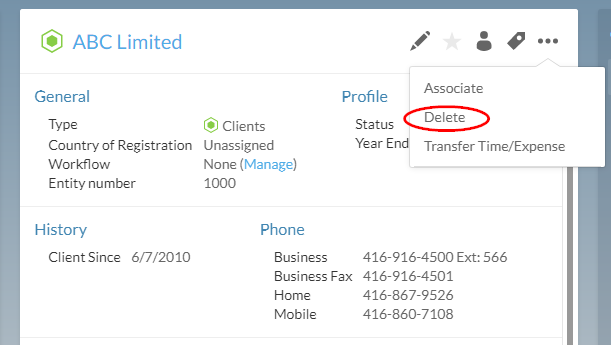 ABC Limited
Associate
Delete
Transfer Time/Expense
General
Type Clients
Country of Registration Unassigned
Workflow None (Manage)
Entity number 1000
Profile
Status
Year End
History
Client Since 6/7/2010
Phone
Business 416-916-4500 Ext: 566
Business Fax 416-916-4501
Home 416-867-9526
Mobile 416-860-7108